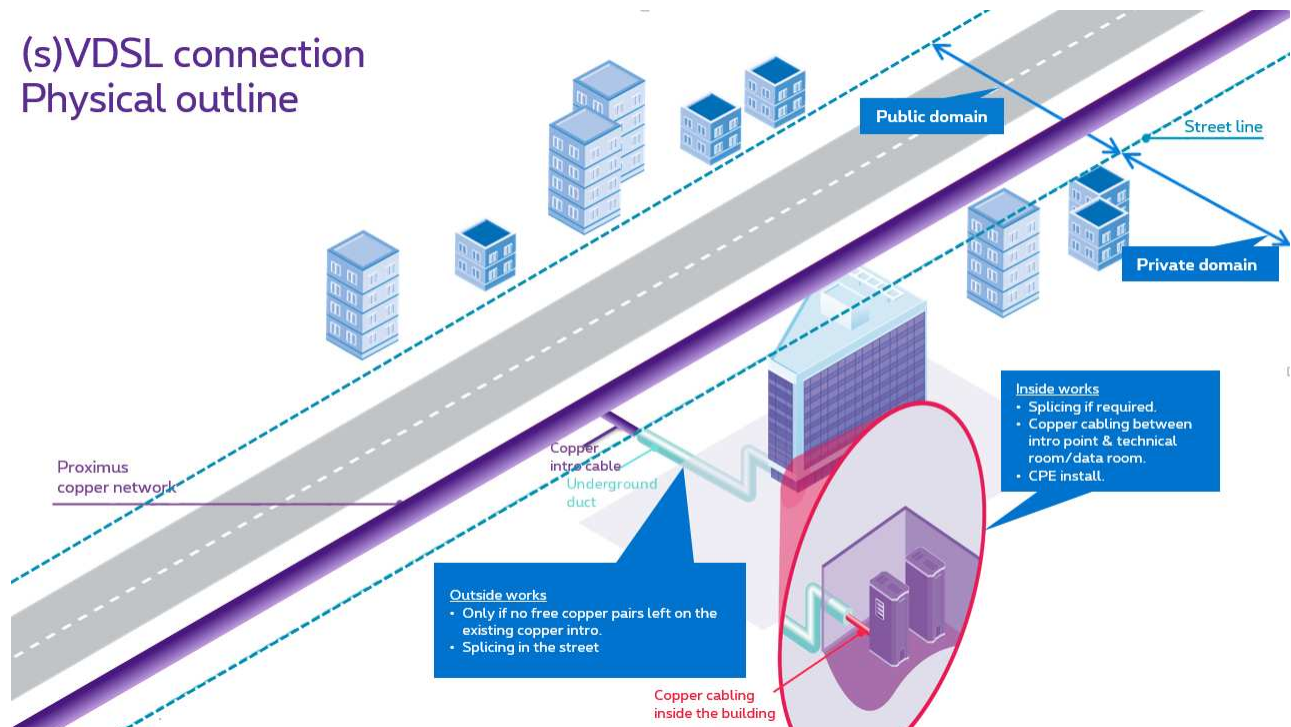 (s)VDSL connection
Physical outline
Public domain
Street line
Private domain
Inside works
• Splicing if required.
• Copper cabling between
intro point & technical
room/data room.
• CPE install.
Proximus
copper network
Copper
intro cable
Underground
duct
Outside works
• Only if no free copper pairs left on the
existing copper intro.
• Splicing in the street
Copper cabling
inside the building